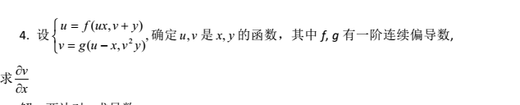 4. 设{u = f(ux, v + y)
v = g(u − x, v²y), 确定 u, v 是 x, y 的函数，其中 f, g 有一阶连续偏导数,
求 ∂v/∂x